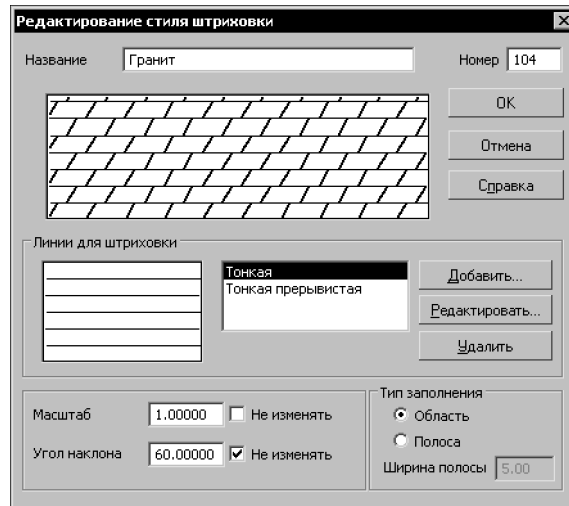 Редактирование стиля штриховки
Название Гранит Номер 104
OK
Отмена
Справка
Линии для штриховки
Тонкая
Тонкая прерывистая
Добавить...
Редактировать...
Удалить
Масштаб 1.00000 Не изменять
Угол наклона 60.00000 Не изменять
Тип заполнения
Область
Полоса
Ширина полосы 5.00